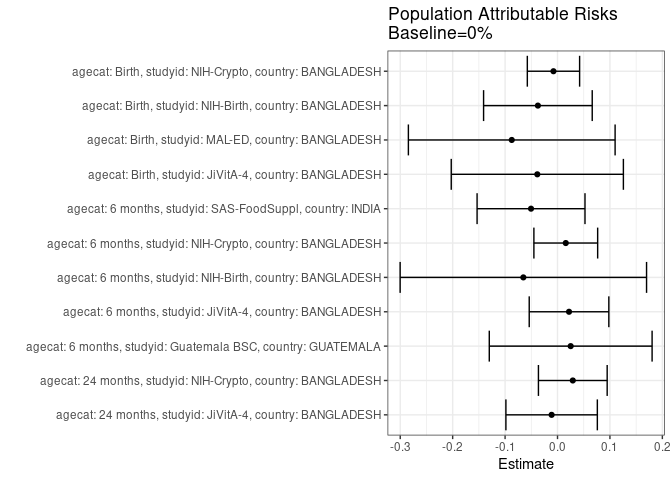 Population Attributable Risks
Baseline=0%
agecat: Birth, studyid: NIH-Crypto, country: BANGLADESH
agecat: Birth, studyid: NIH-Birth, country: BANGLADESH
agecat: Birth, studyid: MAL-ED, country: BANGLADESH
agecat: Birth, studyid: JiVitA-4, country: BANGLADESH
agecat: 6 months, studyid: SAS-FoodSuppl, country: INDIA
agecat: 6 months, studyid: NIH-Crypto, country: BANGLADESH
agecat: 6 months, studyid: NIH-Birth, country: BANGLADESH
agecat: 6 months, studyid: JiVitA-4, country: BANGLADESH
agecat: 6 months, studyid: Guatemala BSC, country: GUATEMALA
agecat: 24 months, studyid: NIH-Crypto, country: BANGLADESH
agecat: 24 months, studyid: JiVitA-4, country: BANGLADESH
-0.3 -0.2 -0.1 0.0 0.1 0.2
Estimate